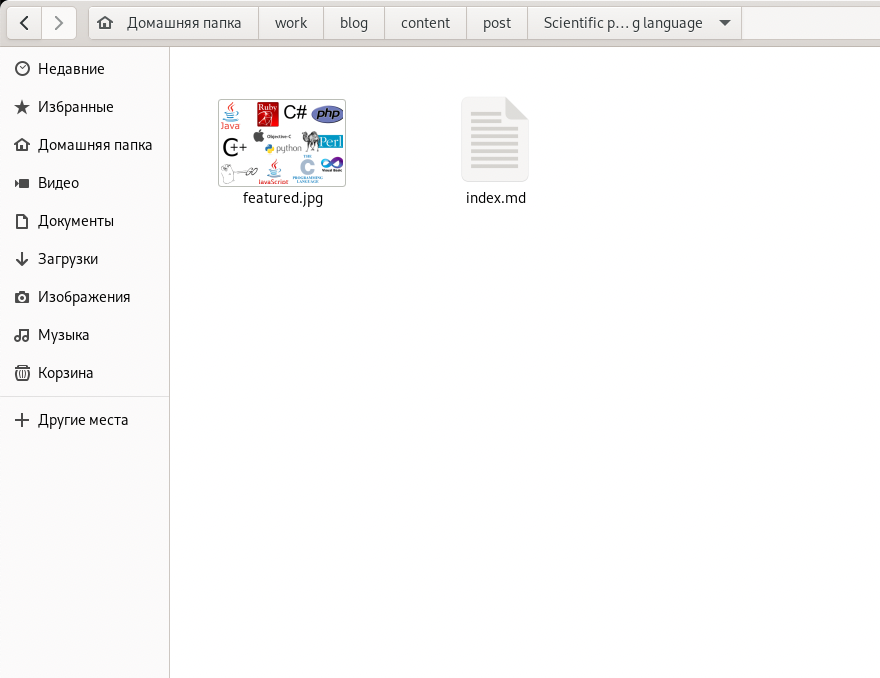 Домашняя папка work blog content post Scientific p… g language
Недавние
Избранные
Домашняя папка
Видео
Документы
Загрузки
Изображения
Музыка
Корзина
Другие места
Java Ruby C# php
C++ Objective-C Perl
python
GO JavaScript THE C PROGRAMMING LANGUAGE Visual Basic
featured.jpg index.md